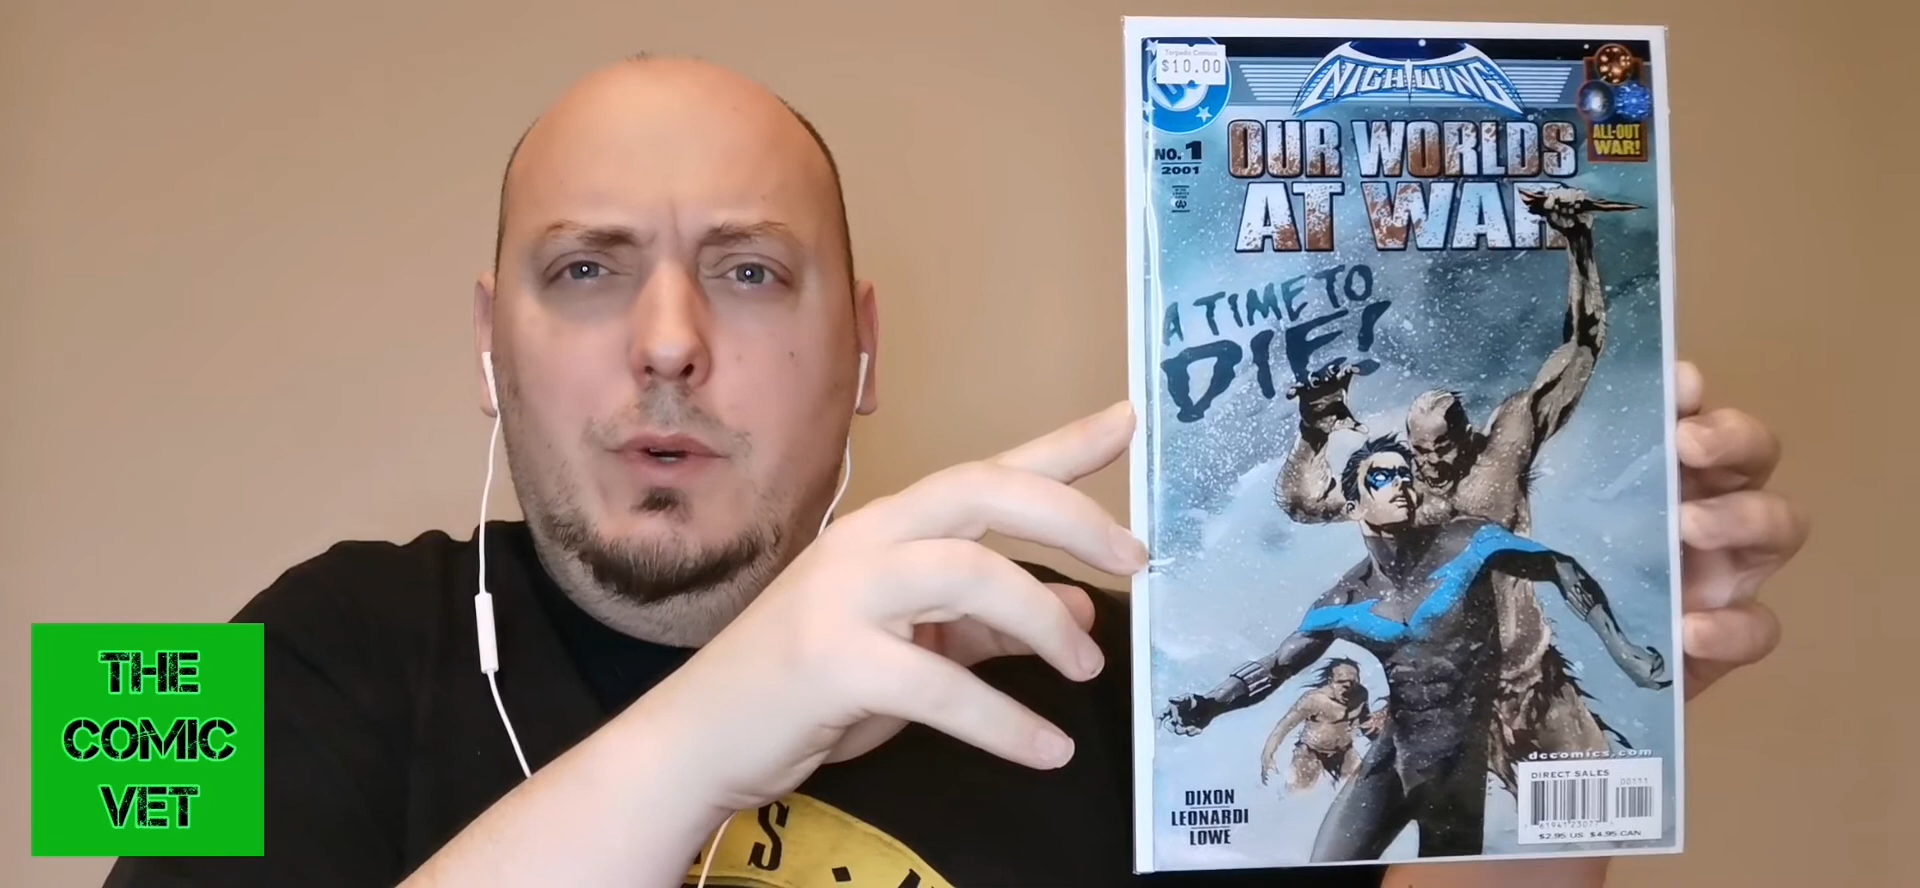 Torpedo Comics
$10.00
NIGHTWING
OUR WORLDS
AT WAR
ALL-OUT
WAR!
NO. 1
2001
A TIME TO
DIE!
THE
COMIC
VET
S
dccomics.com
DIRECT SALES
00111
DIXON
LEONARDI
LOWE
$2.95 US $4.95 CAN